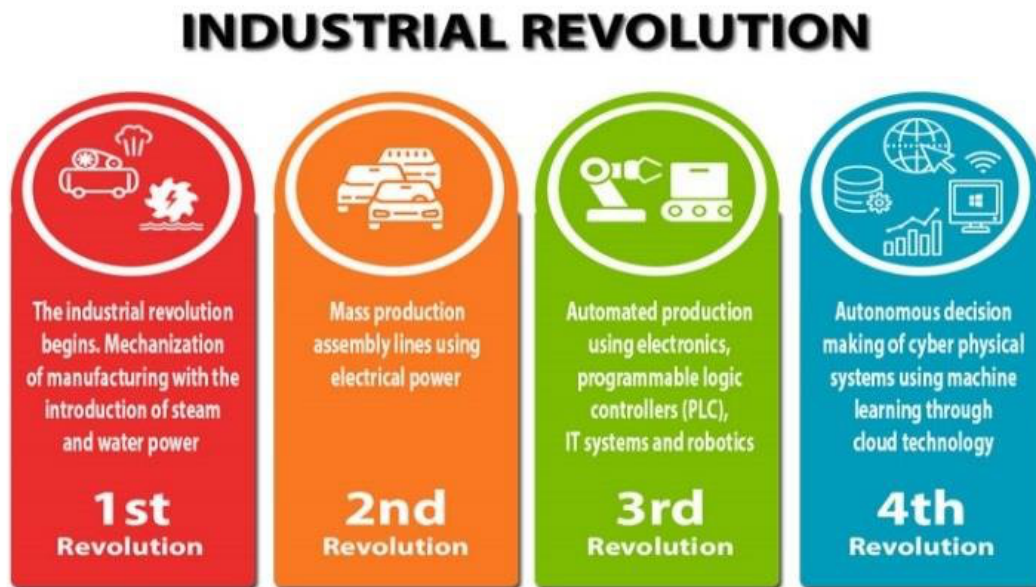 INDUSTRIAL REVOLUTION
The industrial revolution
begins. Mechanization
of manufacturing with the
introduction of steam
and water power
1st
Revolution
Mass production
assembly lines using
electrical power
2nd
Revolution
Automated production
using electronics,
programmable logic
controllers (PLC),
IT systems and robotics
3rd
Revolution
Autonomous decision
making of cyber physical
systems using machine
learning through
cloud technology
4th
Revolution